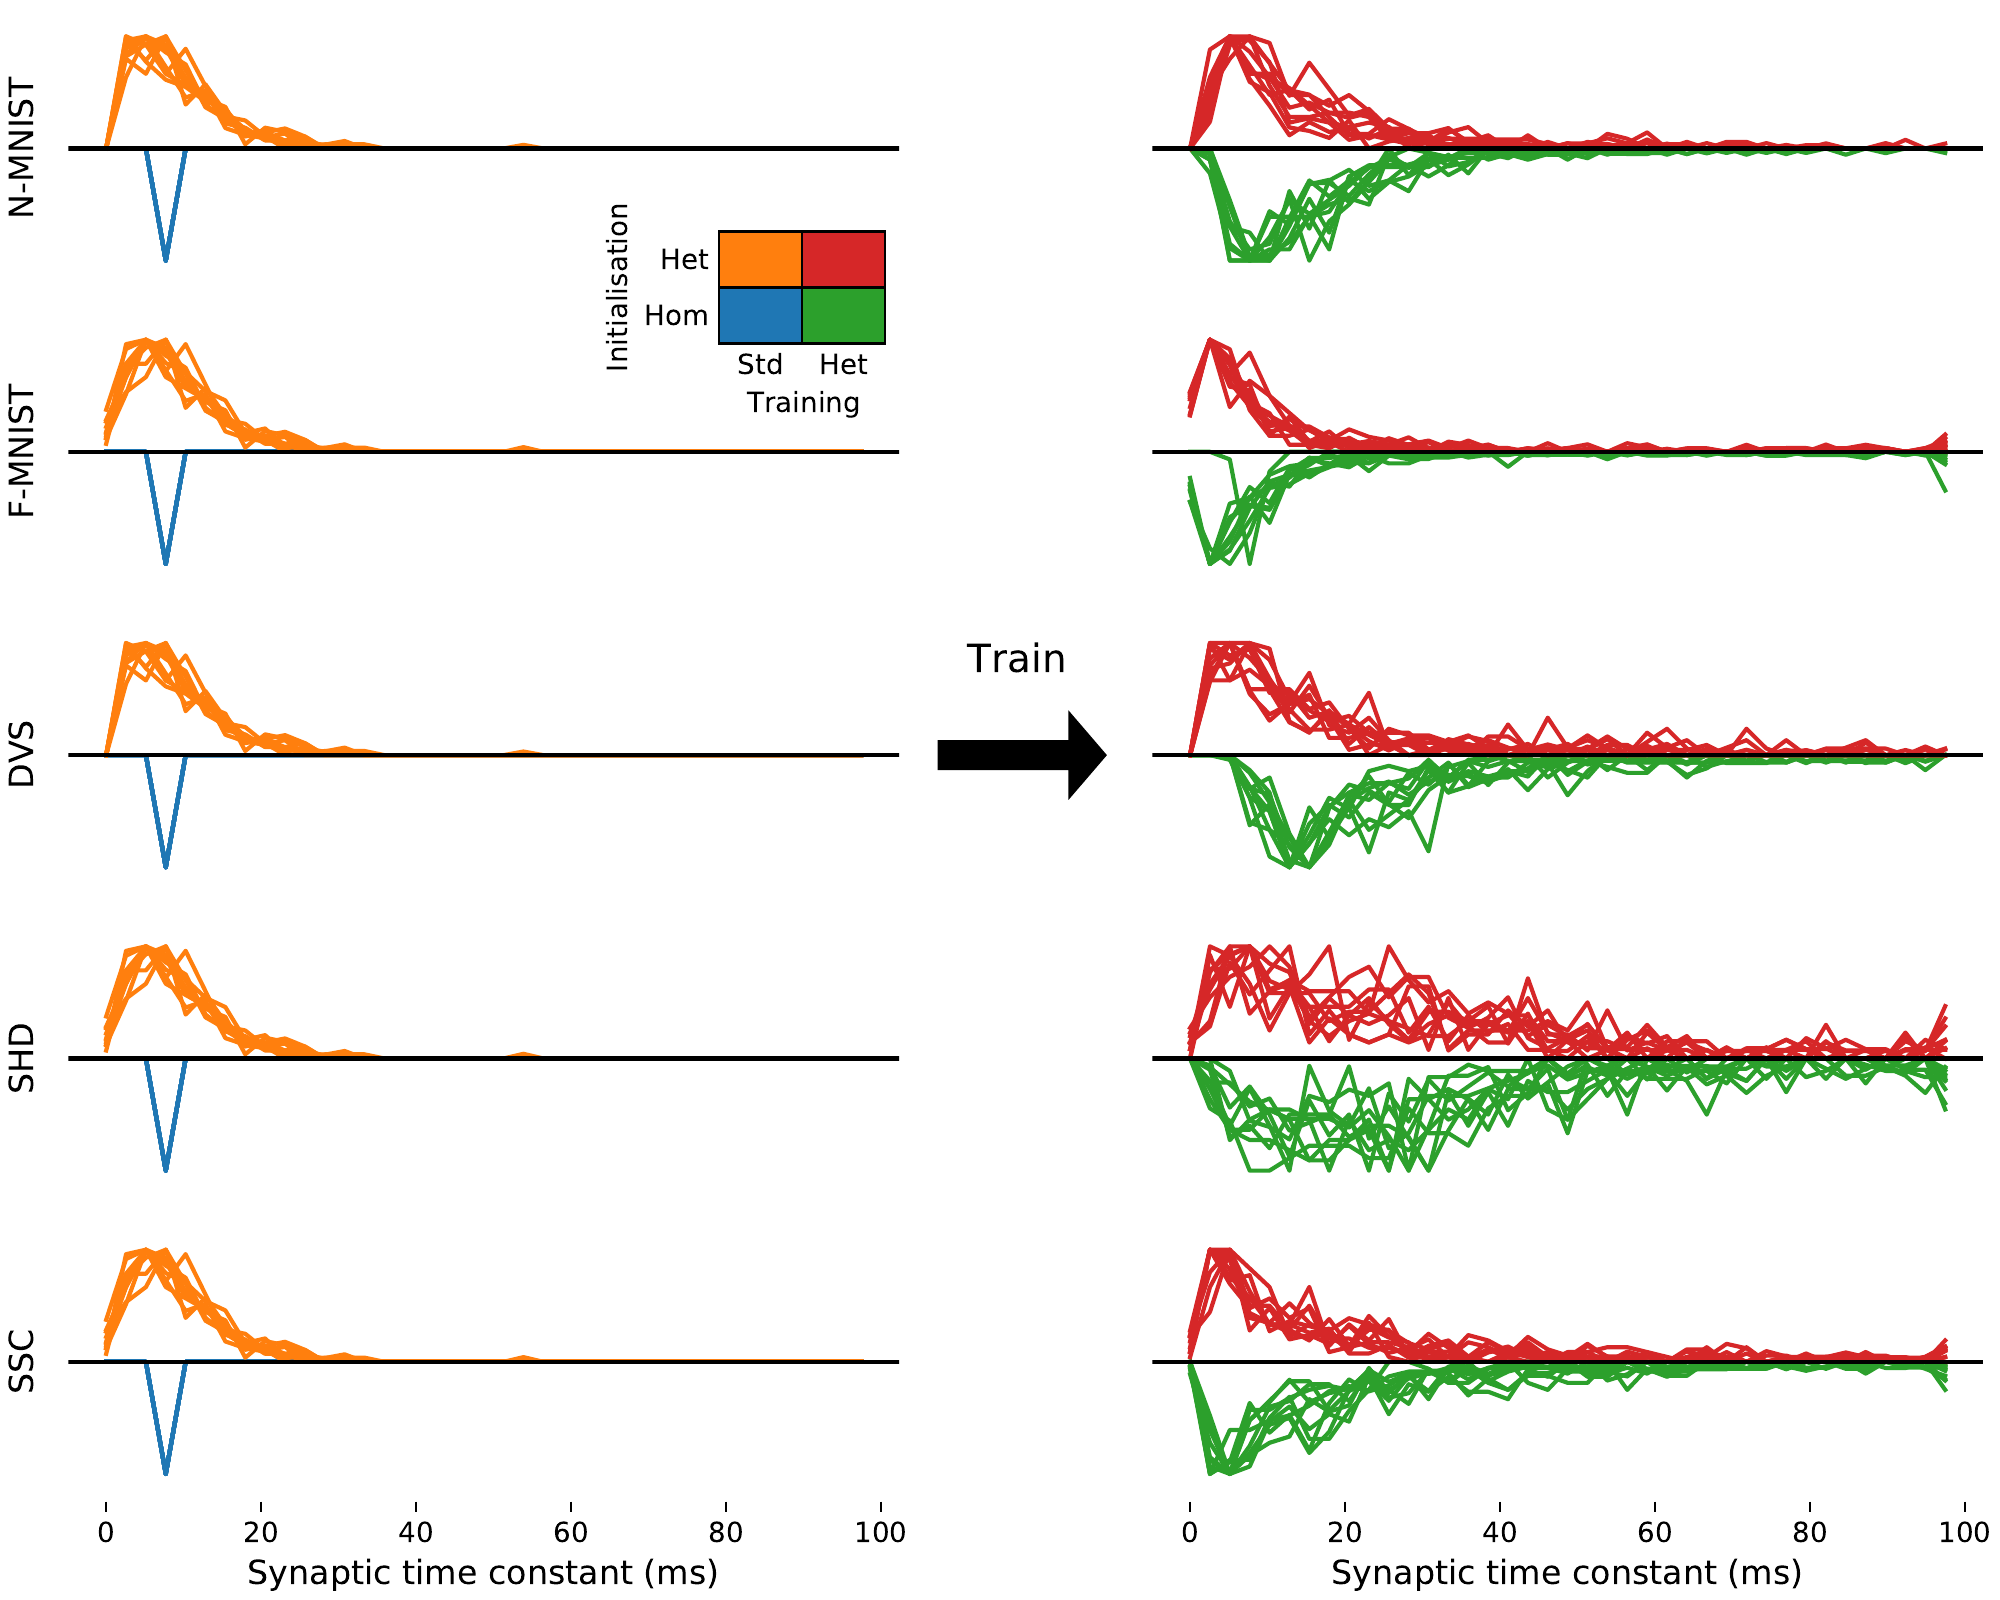 N-MNIST
F-MNIST
DVS
SHD
SSC
Initialisation
Het
Hom
Std Het
Training
Train
0 20 40 60 80 100
Synaptic time constant (ms)
0 20 40 60 80 100
Synaptic time constant (ms)